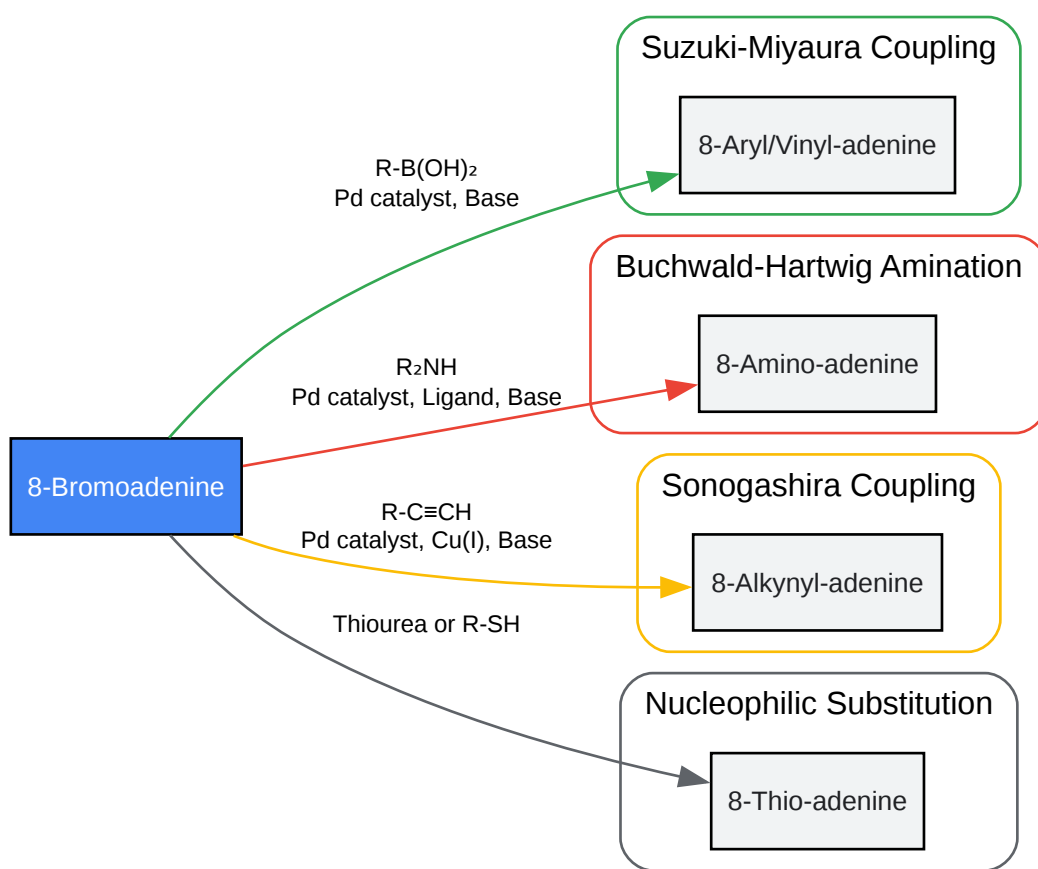 Suzuki-Miyaura Coupling
8-Aryl/Vinyl-adenine
R-B(OH)₂
Pd catalyst, Base
Buchwald-Hartwig Amination
8-Amino-adenine
R₂NH
Pd catalyst, Ligand, Base
8-Bromoadenine
Sonogashira Coupling
8-Alkynyl-adenine
R-C≡CH
Pd catalyst, Cu(I), Base
Thiourea or R-SH
Nucleophilic Substitution
8-Thio-adenine